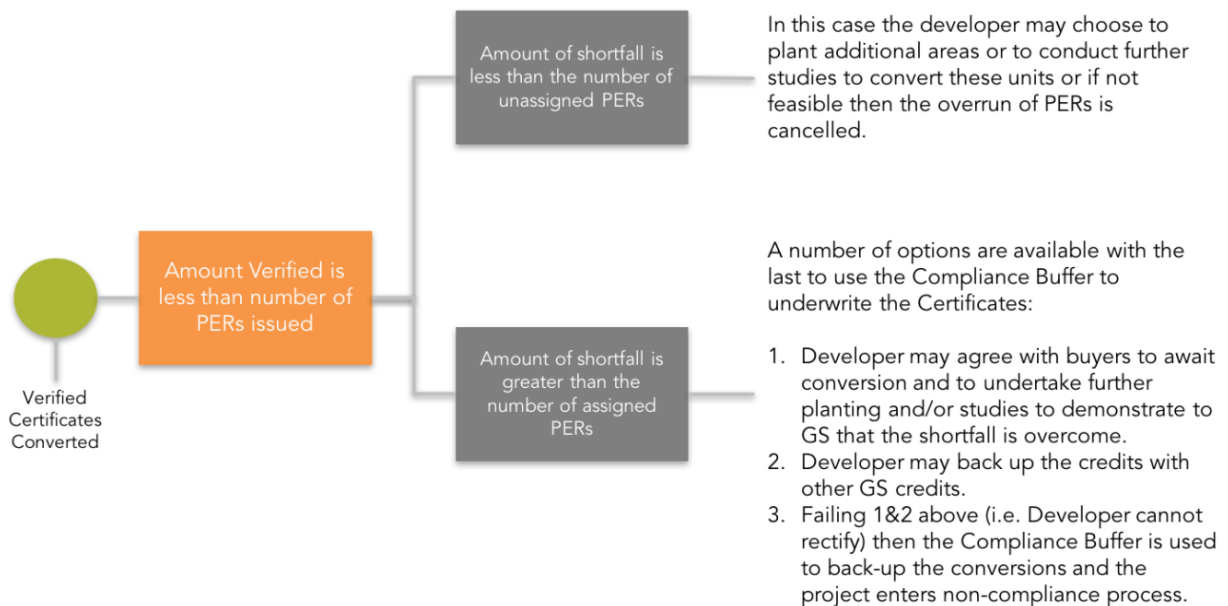 Verified
Certificates
Converted
Amount Verified is
less than number of
PERs issued
Amount of shortfall is
less than the number of
unassigned PERs
In this case the developer may choose to
plant additional areas or to conduct further
studies to convert these units or if not
feasible then the overrun of PERs is
cancelled.
Amount of shortfall is
greater than the
number of assigned
PERs
A number of options are available with the
last to use the Compliance Buffer to
underwrite the Certificates:
1. Developer may agree with buyers to await
conversion and to undertake further
planting and/or studies to demonstrate to
GS that the shortfall is overcome.
2. Developer may back up the credits with
other GS credits.
3. Failing 1&2 above (i.e. Developer cannot
rectify) then the Compliance Buffer is used
to back-up the conversions and the
project enters non-compliance process.